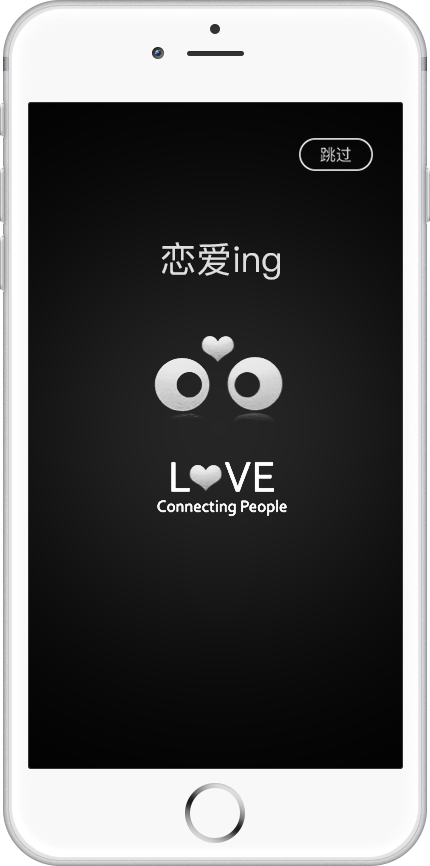 跳过
恋爱ing
L❤VE
Connecting People